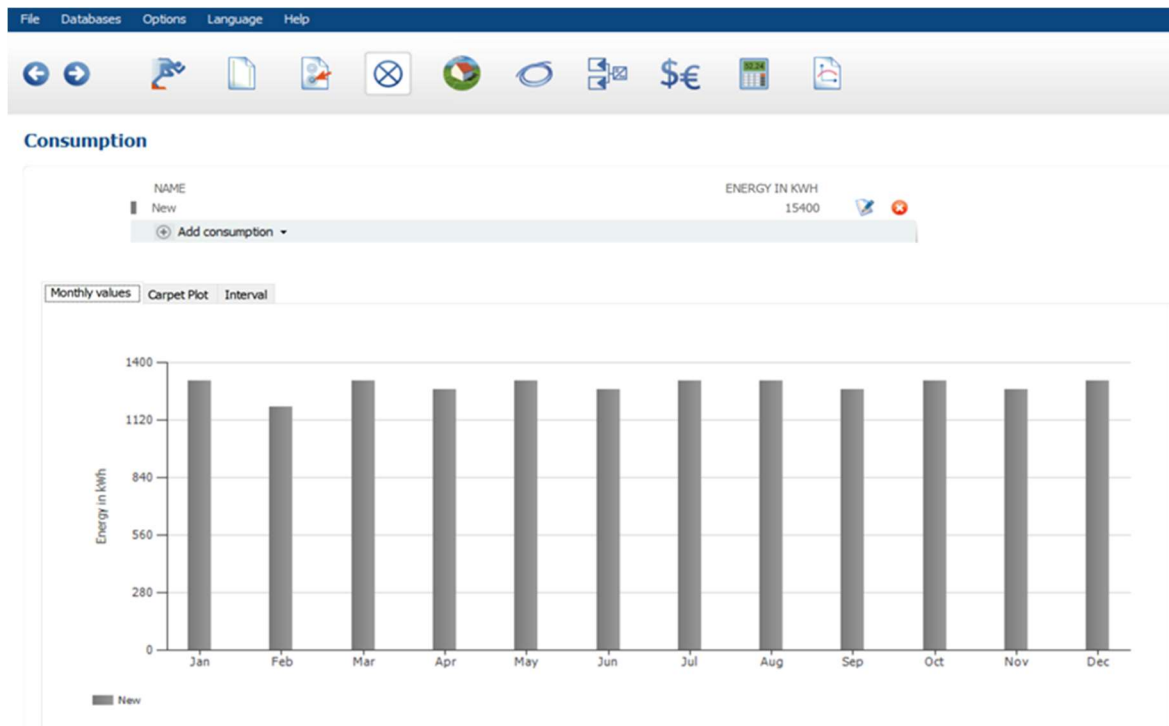 File Databases Options Language Help
$€ 52,24
Consumption
NAME ENERGY IN KWH
New 15400
Add consumption
Monthly values Carpet Plot Interval
1400
1120
840
560
280
0
Energy in kWh
Jan Feb Mar Apr May Jun Jul Aug Sep Oct Nov Dec
New